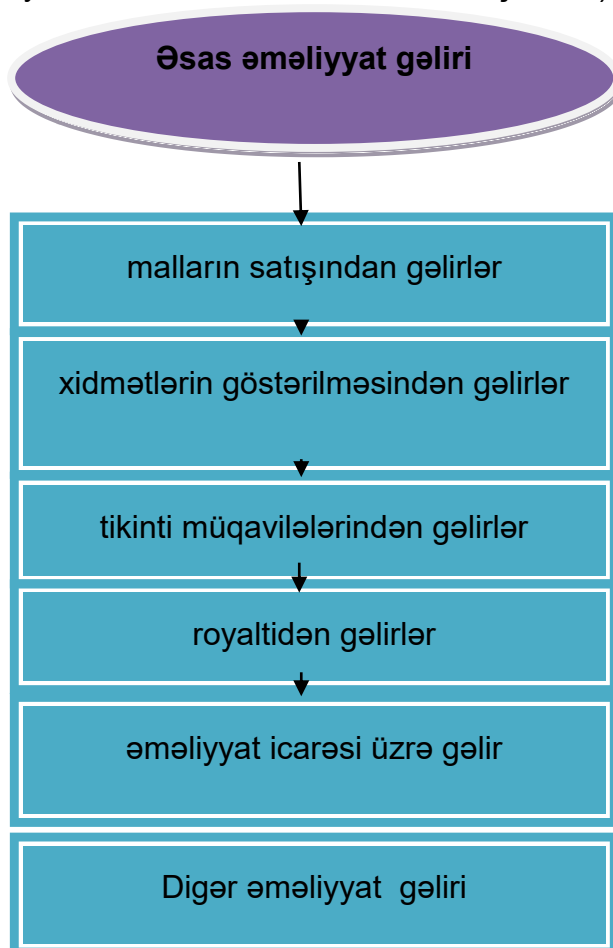 Əsas əməliyyat gəliri
malların satışından gəlirlər
xidmətlərin göstərilməsindən gəlirlər
tikinti müqavilələrindən gəlirlər
royaltidən gəlirlər
əməliyyat icarəsi üzrə gəlir
Digər əməliyyat gəliri